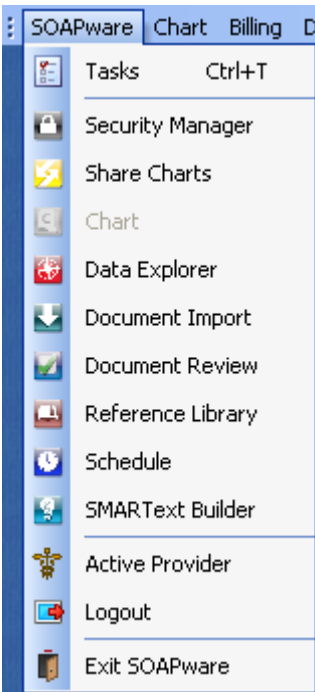 SOAPware Chart Billing D
Tasks Ctrl+T
Security Manager
Share Charts
Chart
Data Explorer
Document Import
Document Review
Reference Library
Schedule
SMARText Builder
Active Provider
Logout
Exit SOAPware